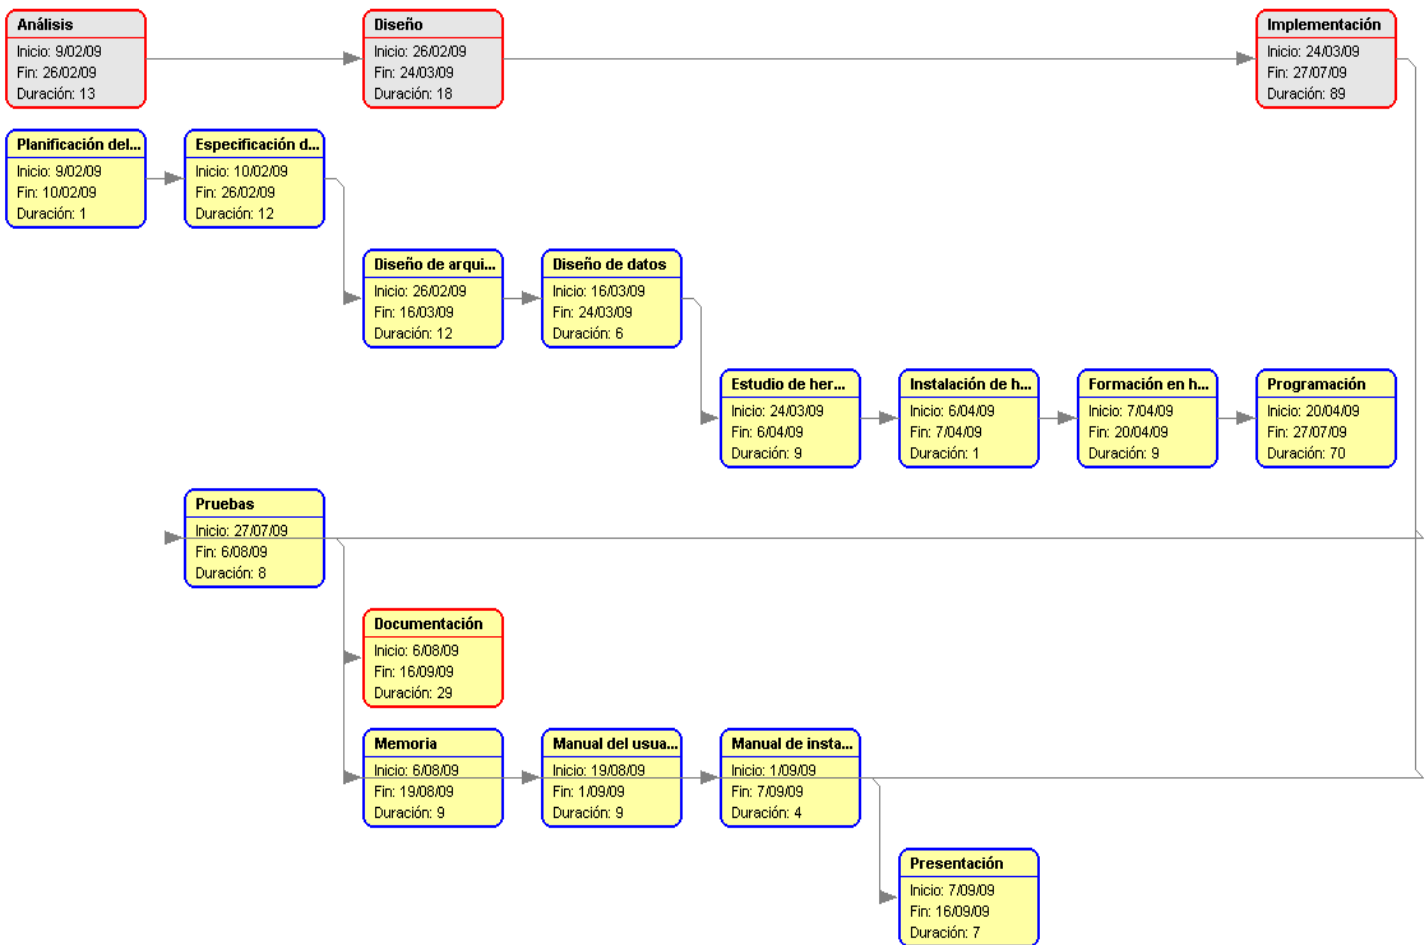 Análisis
Inicio: 9/02/09
Fin: 26/02/09
Duración: 13
Diseño
Inicio: 26/02/09
Fin: 24/03/09
Duración: 18
Implementación
Inicio: 24/03/09
Fin: 27/07/09
Duración: 89
Planificación del...
Inicio: 9/02/09
Fin: 10/02/09
Duración: 1
Especificación d...
Inicio: 10/02/09
Fin: 26/02/09
Duración: 12
Diseño de arqui...
Inicio: 26/02/09
Fin: 16/03/09
Duración: 12
Diseño de datos
Inicio: 16/03/09
Fin: 24/03/09
Duración: 6
Estudio de her...
Inicio: 24/03/09
Fin: 6/04/09
Duración: 9
Instalación de h...
Inicio: 6/04/09
Fin: 7/04/09
Duración: 1
Formación en h...
Inicio: 7/04/09
Fin: 20/04/09
Duración: 9
Programación
Inicio: 20/04/09
Fin: 27/07/09
Duración: 70
Pruebas
Inicio: 27/07/09
Fin: 6/08/09
Duración: 8
Documentación
Inicio: 6/08/09
Fin: 16/09/09
Duración: 29
Memoria
Inicio: 6/08/09
Fin: 19/08/09
Duración: 9
Manual del usua...
Inicio: 19/08/09
Fin: 1/09/09
Duración: 9
Manual de insta...
Inicio: 1/09/09
Fin: 7/09/09
Duración: 4
Presentación
Inicio: 7/09/09
Fin: 16/09/09
Duración: 7